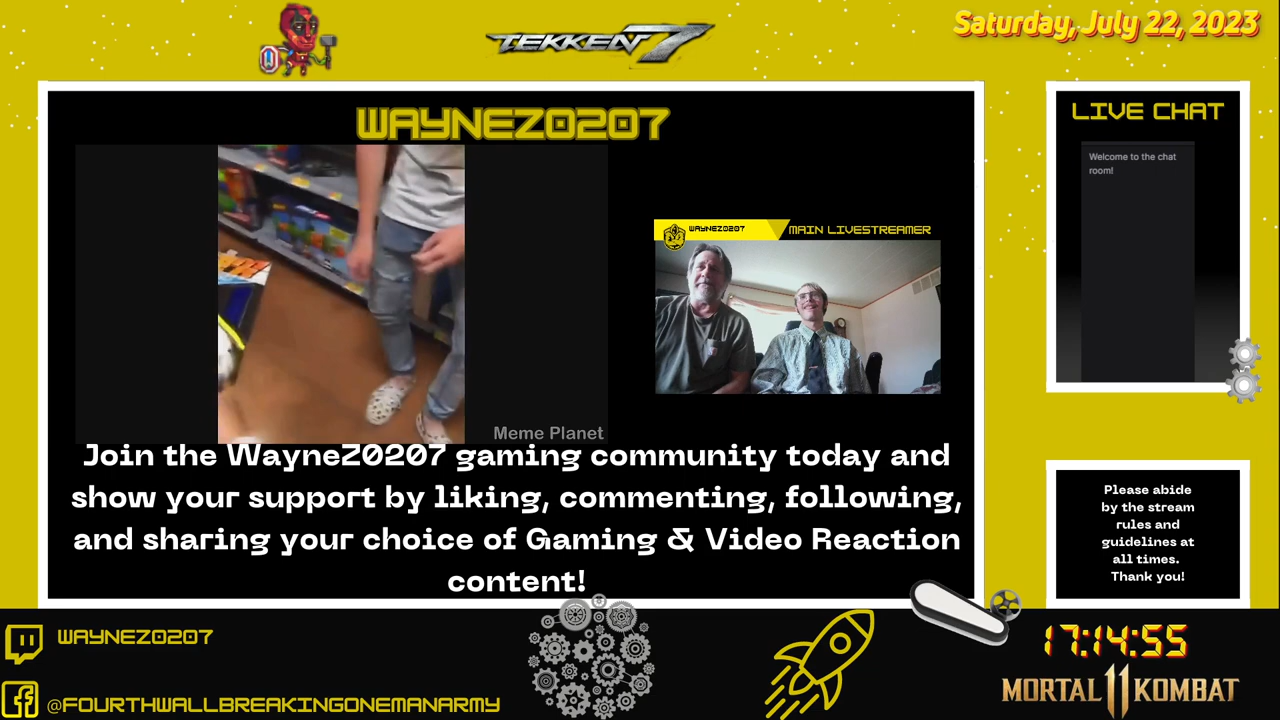 TEKKEN 7
Saturday, July 22, 2023
WAYNEZ0207
LIVE CHAT
Welcome to the chat
room!
WAYNEZ0207
MAIN LIVESTREAMER
Meme Planet
Join the WayneZ0207 gaming community today and
show your support by liking, commenting, following,
and sharing your choice of Gaming & Video Reaction
content!
Please abide
by the stream
rules and
guidelines at
all times.
Thank you!
WAYNEZ0207
17:14:55
@FOURTHWALLBREAKINGONEMANARMY
MORTAL KOMBAT 11